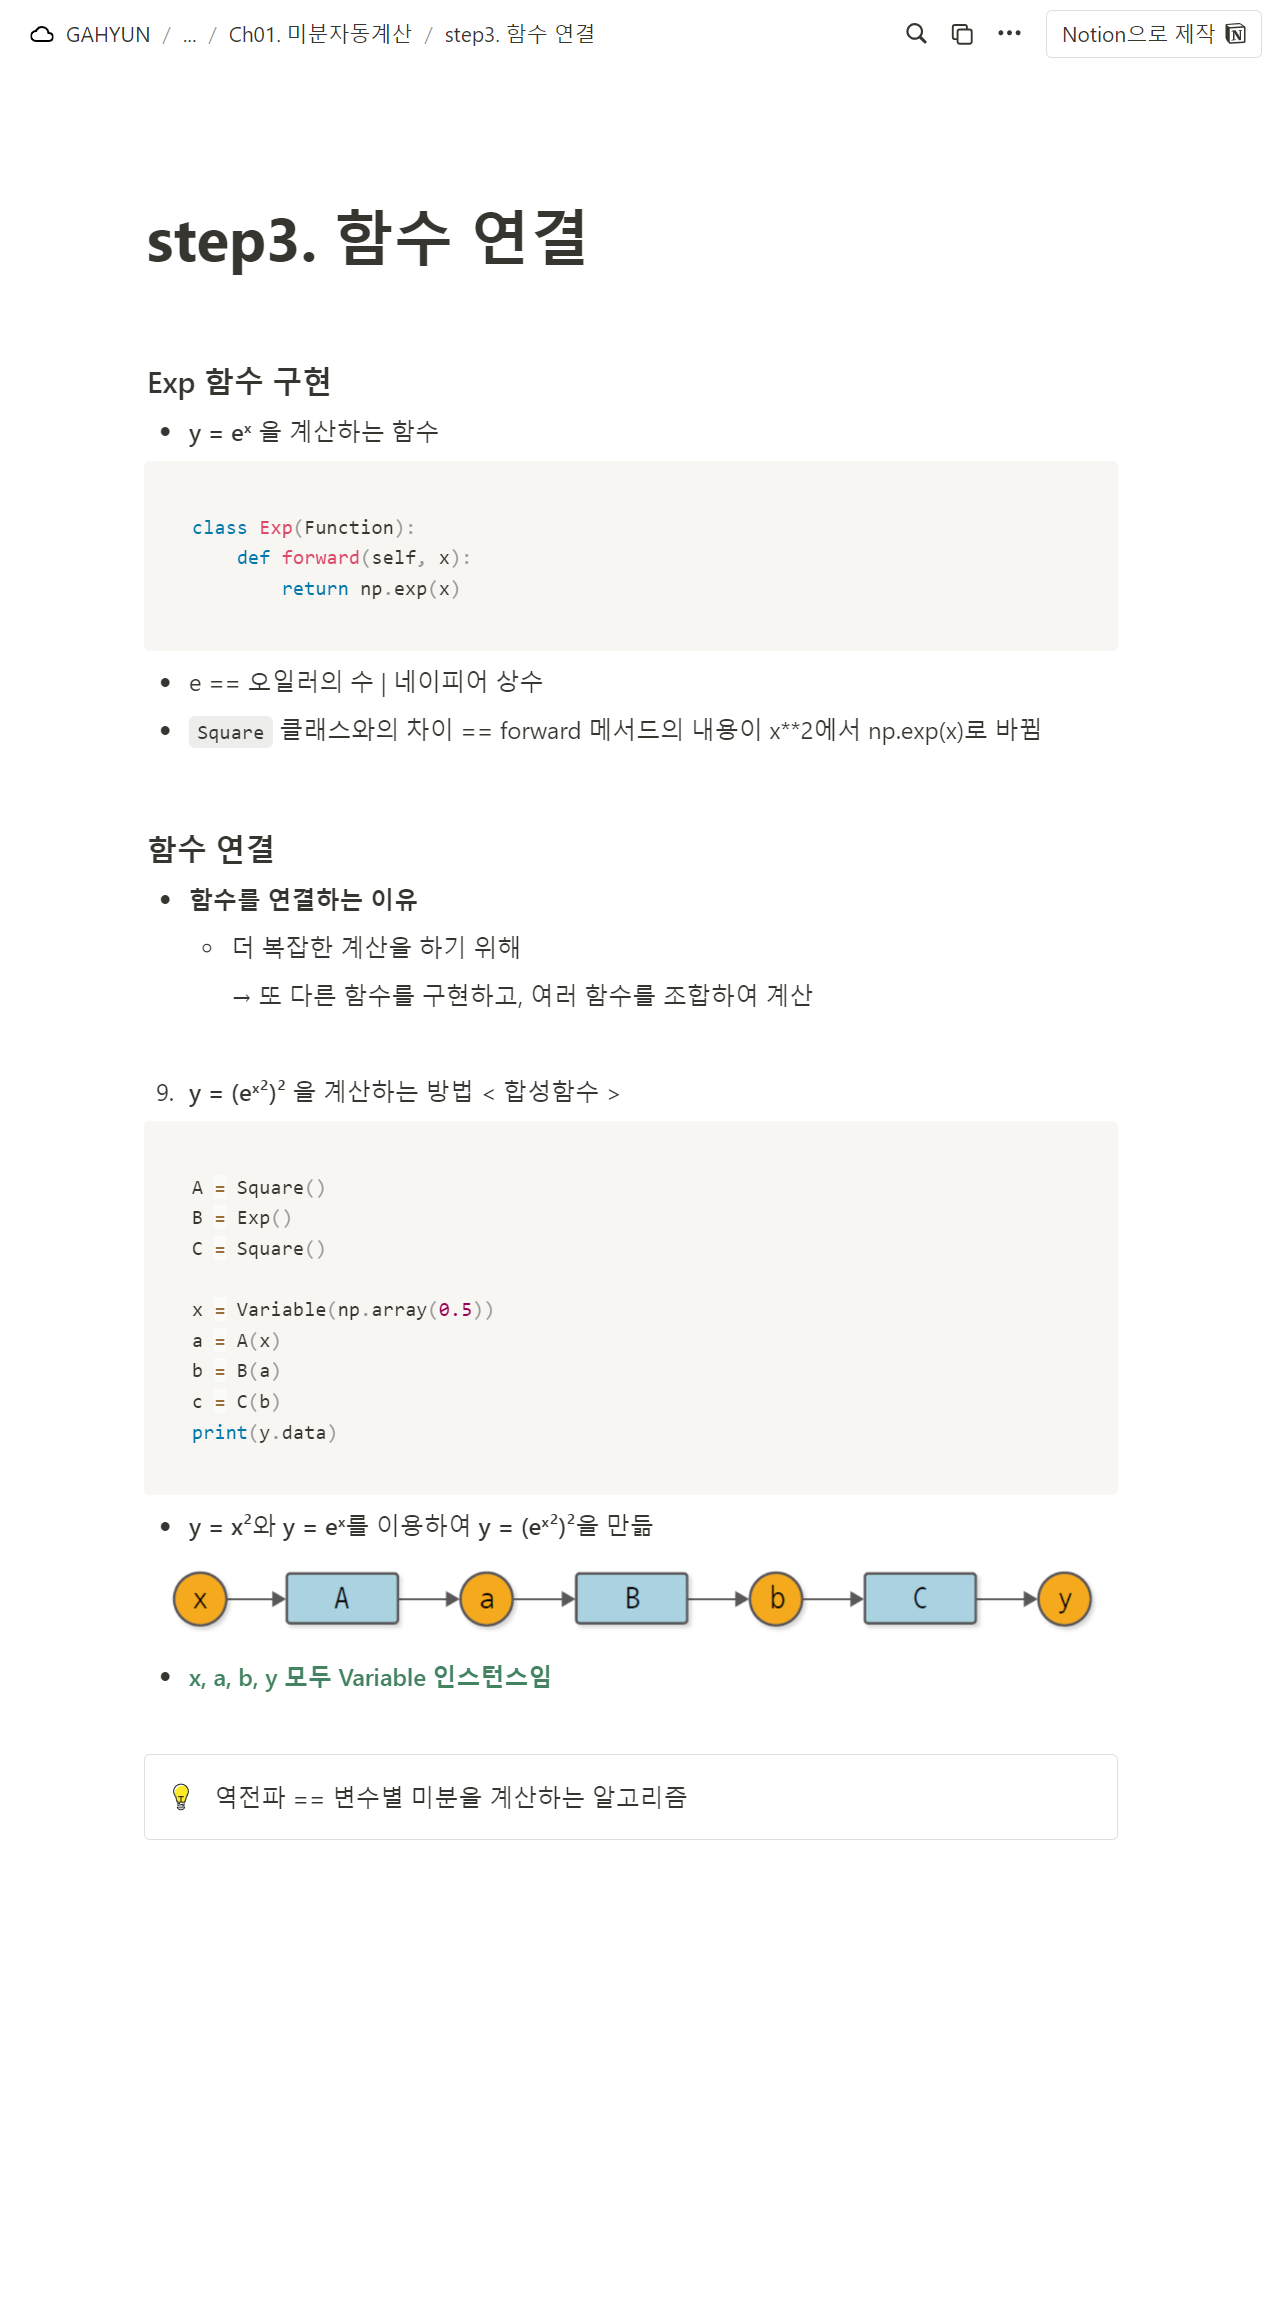 GAHYUN / ... / Ch01. 미분자동계산 / step3. 함수 연결
Notion으로 제작
step3. 함수 연결
Exp 함수 구현
• y = eˣ 을 계산하는 함수
class Exp(Function):
    def forward(self, x):
        return np.exp(x)
• e == 오일러의 수 | 네이피어 상수
• Square 클래스와의 차이 == forward 메서드의 내용이 x**2에서 np.exp(x)로 바뀜
함수 연결
• 함수를 연결하는 이유
◦ 더 복잡한 계산을 하기 위해
→ 또 다른 함수를 구현하고, 여러 함수를 조합하여 계산
9. y = (eˣ²)² 을 계산하는 방법 < 합성함수 >
A = Square()
B = Exp()
C = Square()
x = Variable(np.array(0.5))
a = A(x)
b = B(a)
c = C(b)
print(y.data)
• y = x²와 y = eˣ를 이용하여 y = (eˣ²)²을 만듦
x A a B b C y
• x, a, b, y 모두 Variable 인스턴스임
역전파 == 변수별 미분을 계산하는 알고리즘